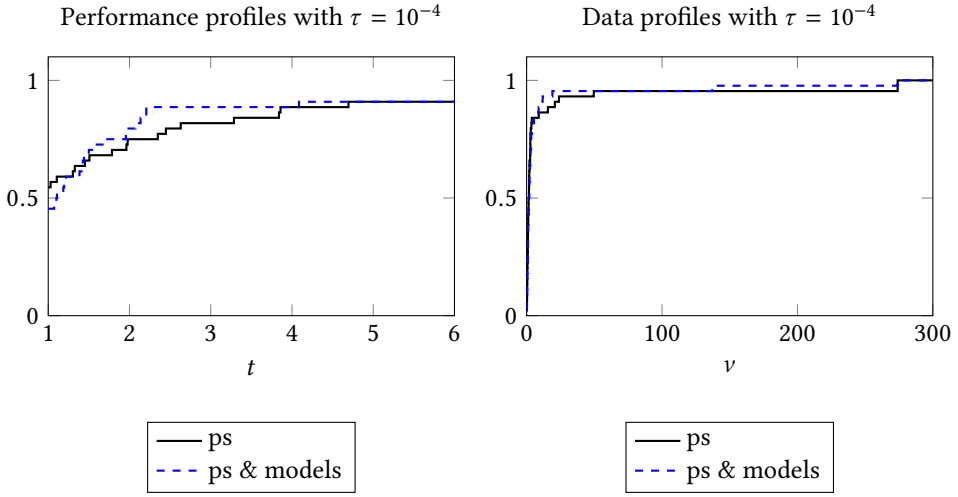 Performance profiles with τ = 10⁻⁴
1
0.5
0
1 2 3 4 5 6
t
ps
ps & models
Data profiles with τ = 10⁻⁴
1
0.5
0
0 100 200 300
ν
ps
ps & models